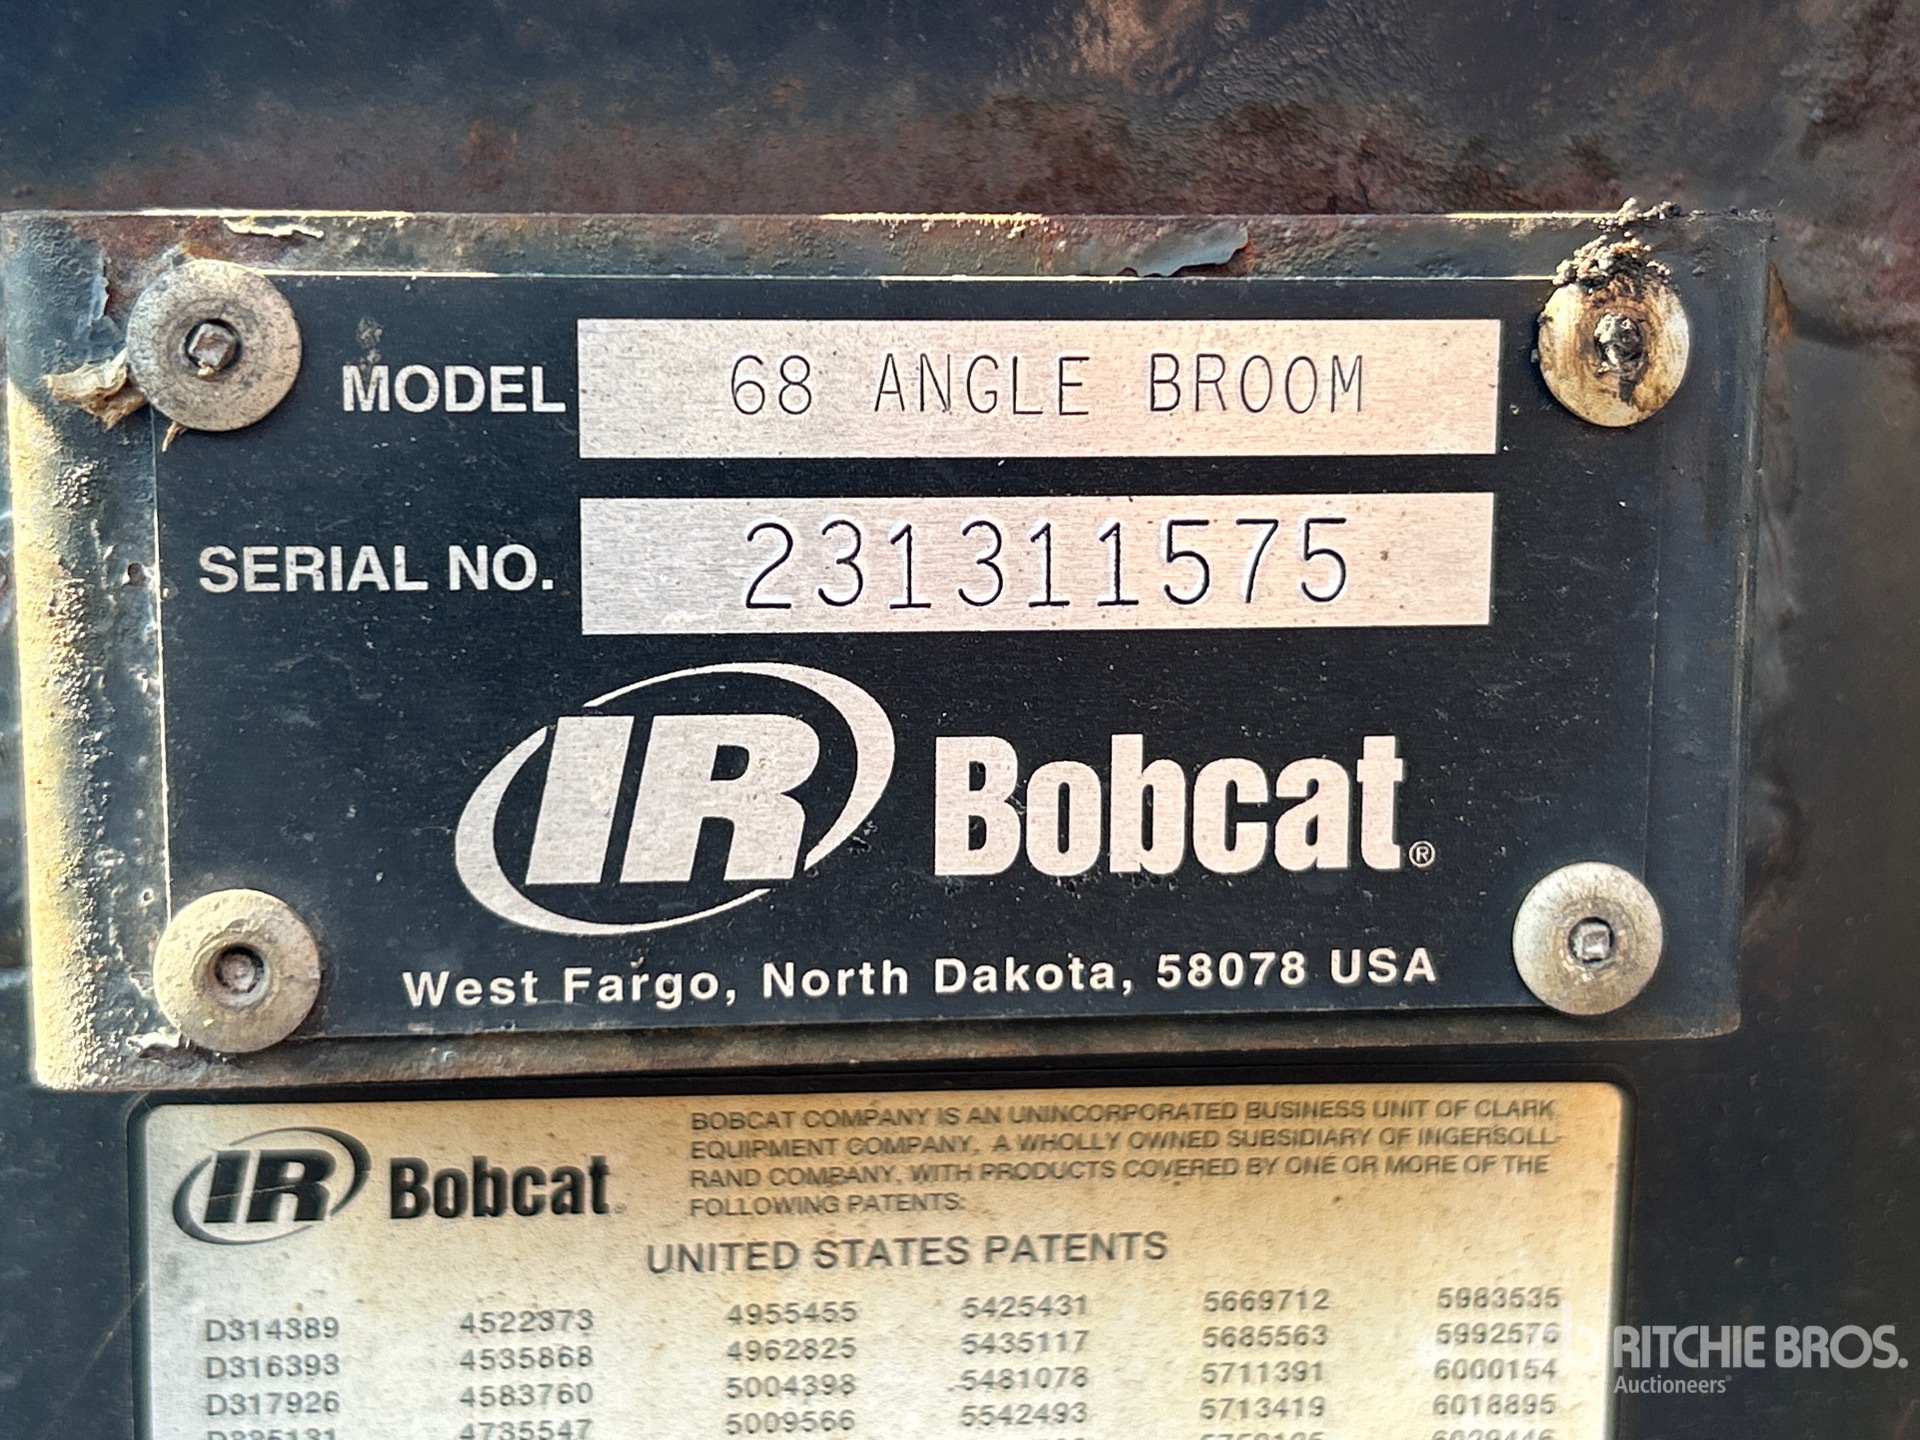 MODEL 68 ANGLE BROOM
SERIAL NO. 231311575
IR Bobcat®
West Fargo, North Dakota, 58078 USA
IR Bobcat
BOBCAT COMPANY IS AN UNINCORPORATED BUSINESS UNIT OF CLARK
EQUIPMENT COMPANY, A WHOLLY OWNED SUBSIDIARY OF INGERSOLL-
RAND COMPANY, WITH PRODUCTS COVERED BY ONE OR MORE OF THE
FOLLOWING PATENTS:
UNITED STATES PATENTS
D314389 4522373 4955455 5425431 5669712 5983535
D316393 4535868 4962825 5435117 5685563 5992576
D317926 4583760 5004398 5481078 5711391 6000154
4735547 5009566 5542493 5713419 6018895
RITCHIE BROS.
Auctioneers